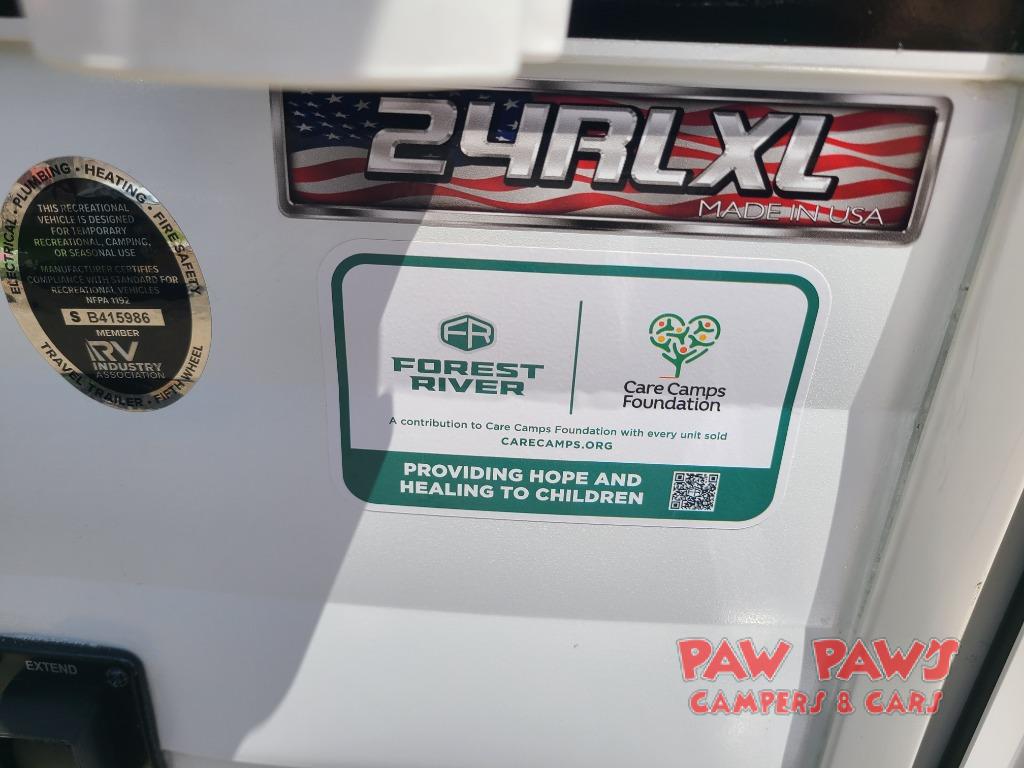 24RLXL
MADE IN USA
ELECTRICAL • PLUMBING • HEATING • FIRE SAFETY
THIS RECREATIONAL
VEHICLE IS DESIGNED
FOR TEMPORARY
RECREATIONAL, CAMPING,
OR SEASONAL USE
MANUFACTURER CERTIFIES
COMPLIANCE WITH STANDARD FOR
RECREATIONAL VEHICLES
NFPA 1192
S B415986
MEMBER
RV
INDUSTRY
ASSOCIATION
TRAVEL TRAILER • FIFTH WHEEL
FR
FOREST
RIVER
Care Camps
Foundation
A contribution to Care Camps Foundation with every unit sold
CARECAMPS.ORG
PROVIDING HOPE AND
HEALING TO CHILDREN
EXTEND
PAW PAW'S
CAMPERS & CARS